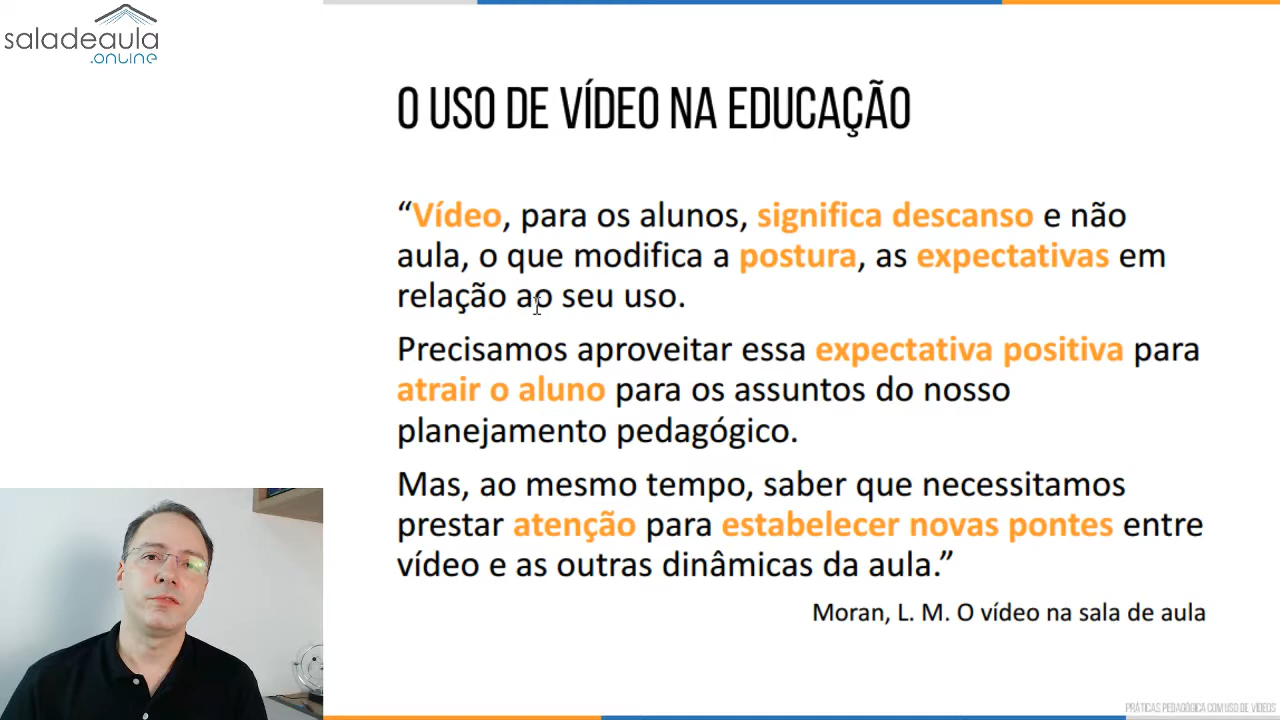 saladeaula
.online
O USO DE VÍDEO NA EDUCAÇÃO
“Vídeo, para os alunos, significa descanso e não
aula, o que modifica a postura, as expectativas em
relação ao seu uso.
Precisamos aproveitar essa expectativa positiva para
atrair o aluno para os assuntos do nosso
planejamento pedagógico.
Mas, ao mesmo tempo, saber que necessitamos
prestar atenção para estabelecer novas pontes entre
vídeo e as outras dinâmicas da aula.”
Moran, L. M. O vídeo na sala de aula
PRÁTICAS PEDAGÓGICA COM USO DE VÍDEOS